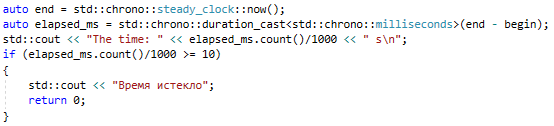 auto end = std::chrono::steady_clock::now();
auto elapsed_ms = std::chrono::duration_cast<std::chrono::milliseconds>(end - begin);
std::cout << "The time: " << elapsed_ms.count()/1000 << " s\n";
if (elapsed_ms.count()/1000 >= 10)
{
    std::cout << "Время истекло";
    return 0;
}